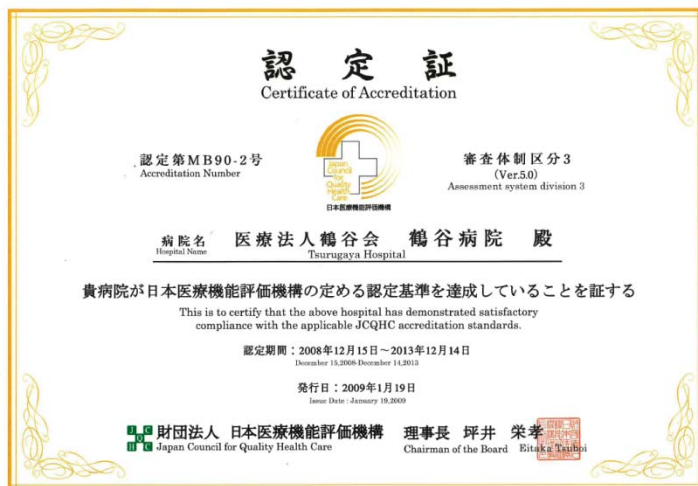 認定証
Certificate of Accreditation
認定第MB90-2号
Accreditation Number
Japan
Council
for
Quality
Health
Care
日本医療機能評価機構
審査体制区分3
(Ver.5.0)
Assessment system division 3
病院名 医療法人鶴谷会 鶴谷病院 殿
Hospital Name Tsurugaya Hospital
貴病院が日本医療機能評価機構の定める認定基準を達成していることを証する
This is to certify that the above hospital has demonstrated satisfactory
compliance with the applicable JCQHC accreditation standards.
認定期間：2008年12月15日～2013年12月14日
December 15,2008-December 14,2013
発行日：2009年1月19日
Issue Date : January 19,2009
JCQHC 財団法人 日本医療機能評価機構
Japan Council for Quality Health Care
理事長 坪井 栄孝
Chairman of the Board Eitaka Tsuboi